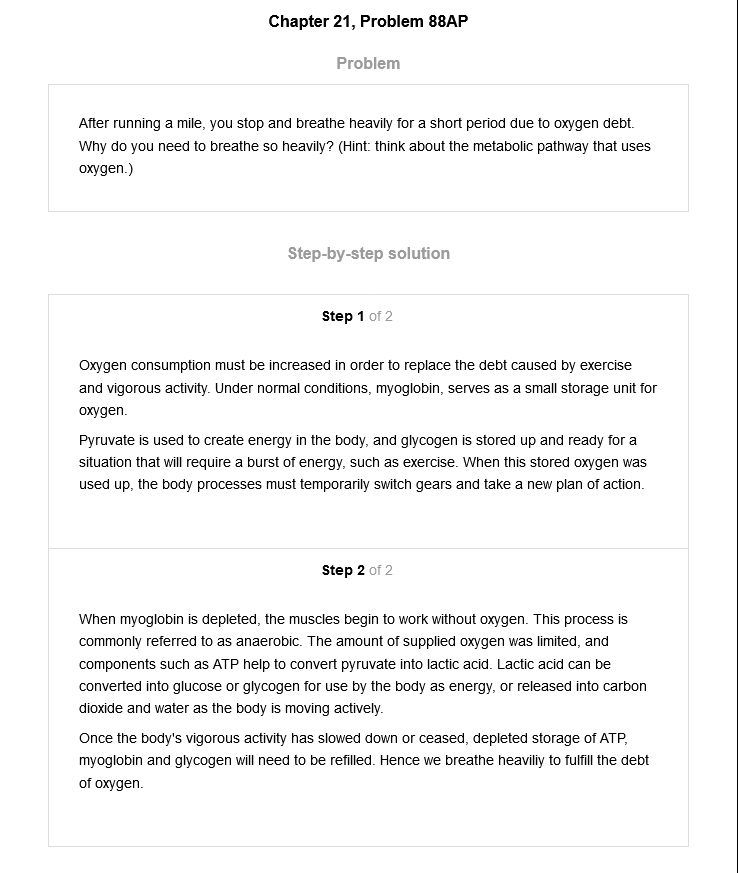 Chapter 21, Problem 88AP
Problem
After running a mile, you stop and breathe heavily for a short period due to oxygen debt.
Why do you need to breathe so heavily? (Hint: think about the metabolic pathway that uses
oxygen.)
Step-by-step solution
Step 1 of 2
Oxygen consumption must be increased in order to replace the debt caused by exercise
and vigorous activity. Under normal conditions, myoglobin, serves as a small storage unit for
oxygen.
Pyruvate is used to create energy in the body, and glycogen is stored up and ready for a
situation that will require a burst of energy, such as exercise. When this stored oxygen was
used up, the body processes must temporarily switch gears and take a new plan of action.
Step 2 of 2
When myoglobin is depleted, the muscles begin to work without oxygen. This process is
commonly referred to as anaerobic. The amount of supplied oxygen was limited, and
components such as ATP help to convert pyruvate into lactic acid. Lactic acid can be
converted into glucose or glycogen for use by the body as energy, or released into carbon
dioxide and water as the body is moving actively.
Once the body's vigorous activity has slowed down or ceased, depleted storage of ATP,
myoglobin and glycogen will need to be refilled. Hence we breathe heaviliy to fulfill the debt
of oxygen.